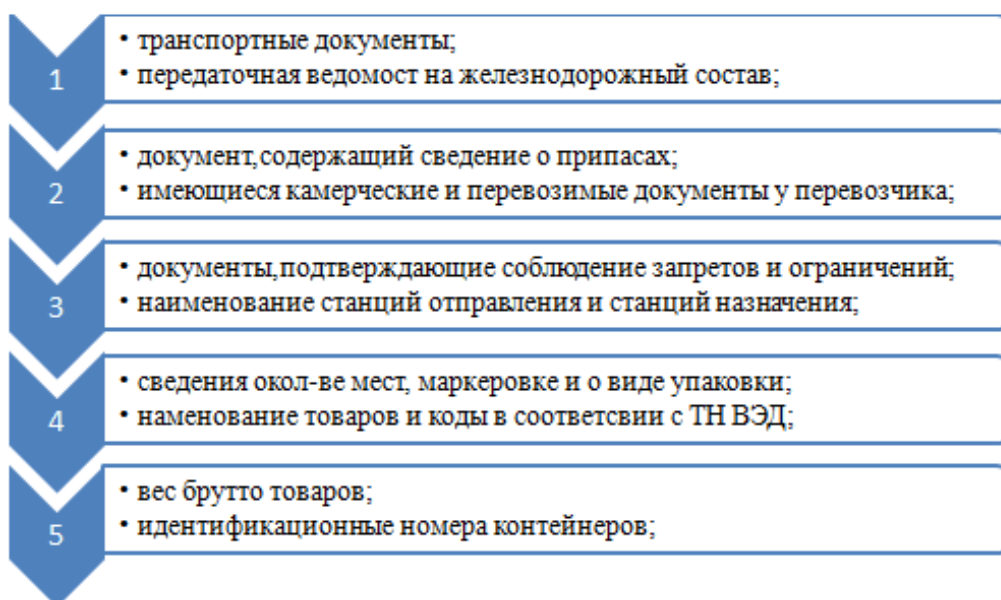 1
• транспортные документы;
• передаточная ведомост на железнодорожный состав;
2
• документ,содержащий сведение о припасах;
• имеющиеся камерческие и перевозимые документы у перевозчика;
3
• документы,подтверждающие соблюдение запретов и ограничений;
• наименование станций отправления и станций назначения;
4
• сведения окол-ве мест, маркеровке и о виде упаковки;
• наменование товаров и коды в соответсвии с ТН ВЭД;
5
• вес брутто товаров;
• идентификационные номера контейнеров;